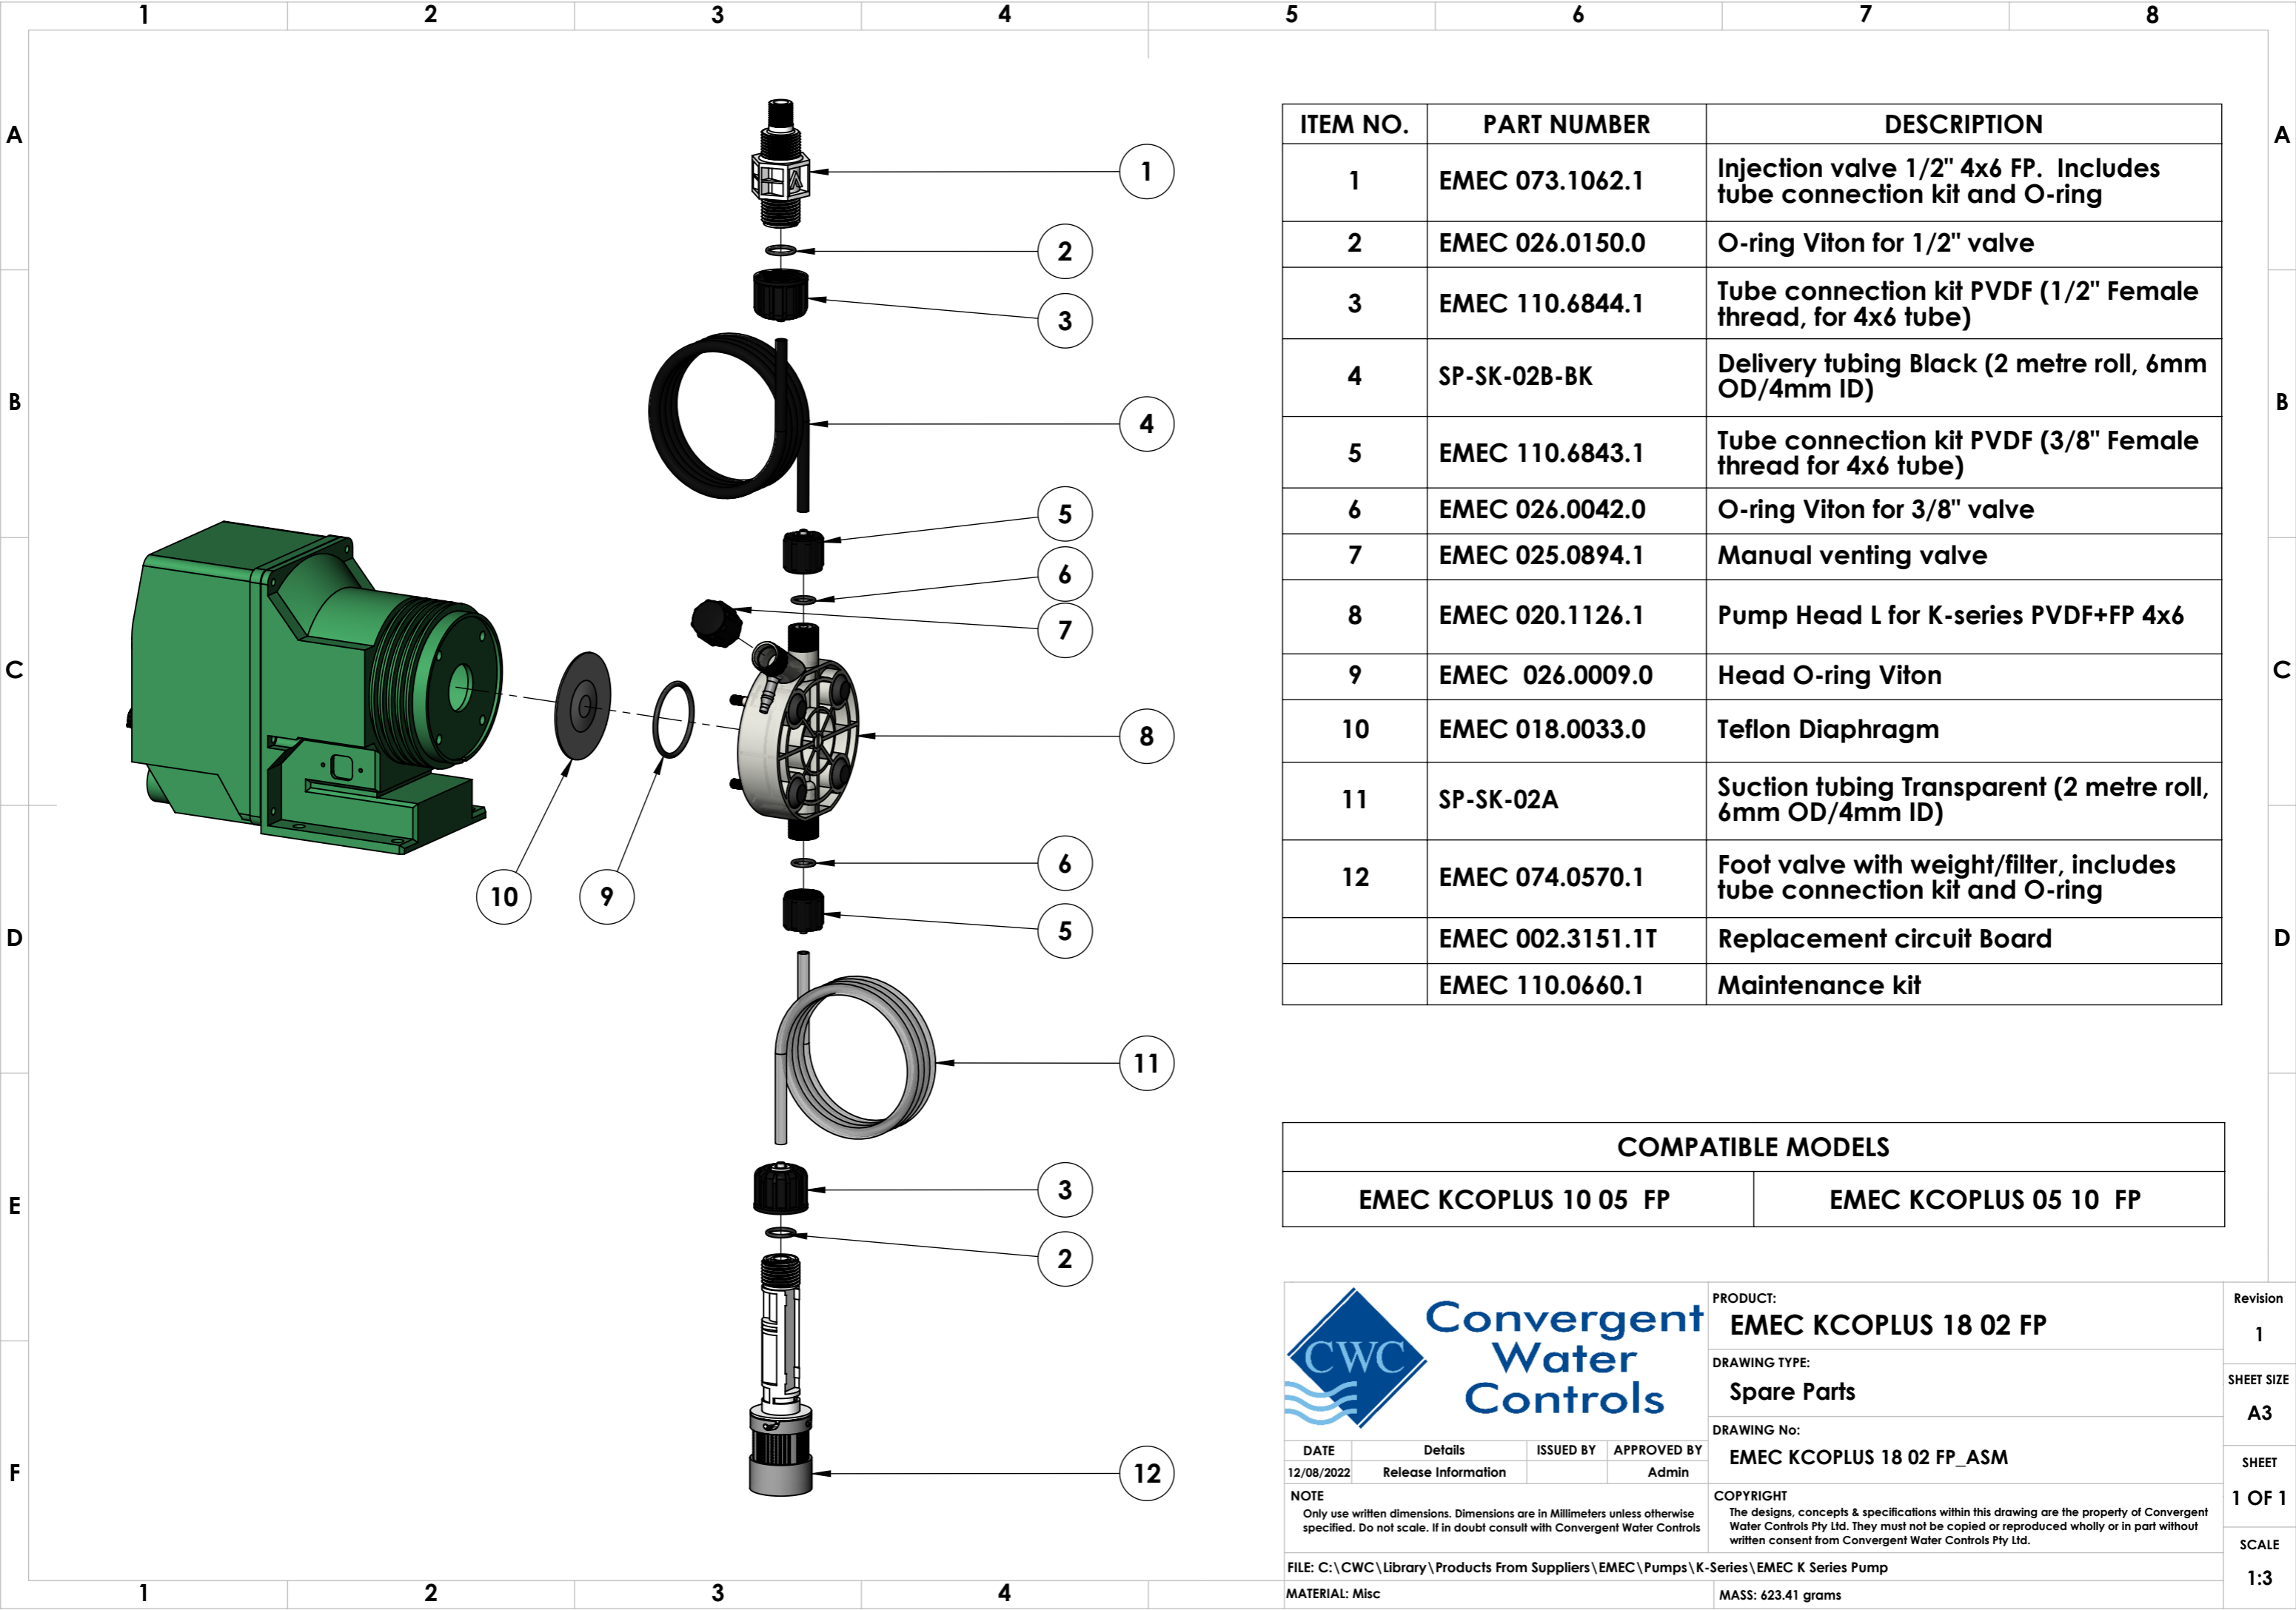 1 2 3 4 5 6 7 8
A A
B B
C C
D D
E E
F
1
2
3
4
5
6
7
8
10
9
6
5
11
3
2
12
ITEM NO. PART NUMBER DESCRIPTION
1 EMEC 073.1062.1 Injection valve 1/2" 4x6 FP. Includes
tube connection kit and O-ring
2 EMEC 026.0150.0 O-ring Viton for 1/2" valve
3 EMEC 110.6844.1 Tube connection kit PVDF (1/2" Female
thread, for 4x6 tube)
4 SP-SK-02B-BK Delivery tubing Black (2 metre roll, 6mm
OD/4mm ID)
5 EMEC 110.6843.1 Tube connection kit PVDF (3/8" Female
thread for 4x6 tube)
6 EMEC 026.0042.0 O-ring Viton for 3/8" valve
7 EMEC 025.0894.1 Manual venting valve
8 EMEC 020.1126.1 Pump Head L for K-series PVDF+FP 4x6
9 EMEC 026.0009.0 Head O-ring Viton
10 EMEC 018.0033.0 Teflon Diaphragm
11 SP-SK-02A Suction tubing Transparent (2 metre roll,
6mm OD/4mm ID)
12 EMEC 074.0570.1 Foot valve with weight/filter, includes
tube connection kit and O-ring
EMEC 002.3151.1T Replacement circuit Board
EMEC 110.0660.1 Maintenance kit
COMPATIBLE MODELS
EMEC KCOPLUS 10 05 FP EMEC KCOPLUS 05 10 FP
CWC
Convergent
Water
Controls
PRODUCT:
EMEC KCOPLUS 18 02 FP
DRAWING TYPE:
Spare Parts
DRAWING No:
EMEC KCOPLUS 18 02 FP_ASM
Revision
1
SHEET SIZE
A3
SHEET
1 OF 1
SCALE
1:3
DATE Details ISSUED BY APPROVED BY
12/08/2022 Release Information Admin
NOTE
Only use written dimensions. Dimensions are in Millimeters unless otherwise
specified. Do not scale. If in doubt consult with Convergent Water Controls
COPYRIGHT
The designs, concepts & specifications within this drawing are the property of Convergent
Water Controls Pty Ltd. They must not be copied or reproduced wholly or in part without
written consent from Convergent Water Controls Pty Ltd.
FILE: C:\CWC\Library\Products From Suppliers\EMEC\Pumps\K-Series\EMEC K Series Pump
MATERIAL: Misc MASS: 623.41 grams
1 2 3 4